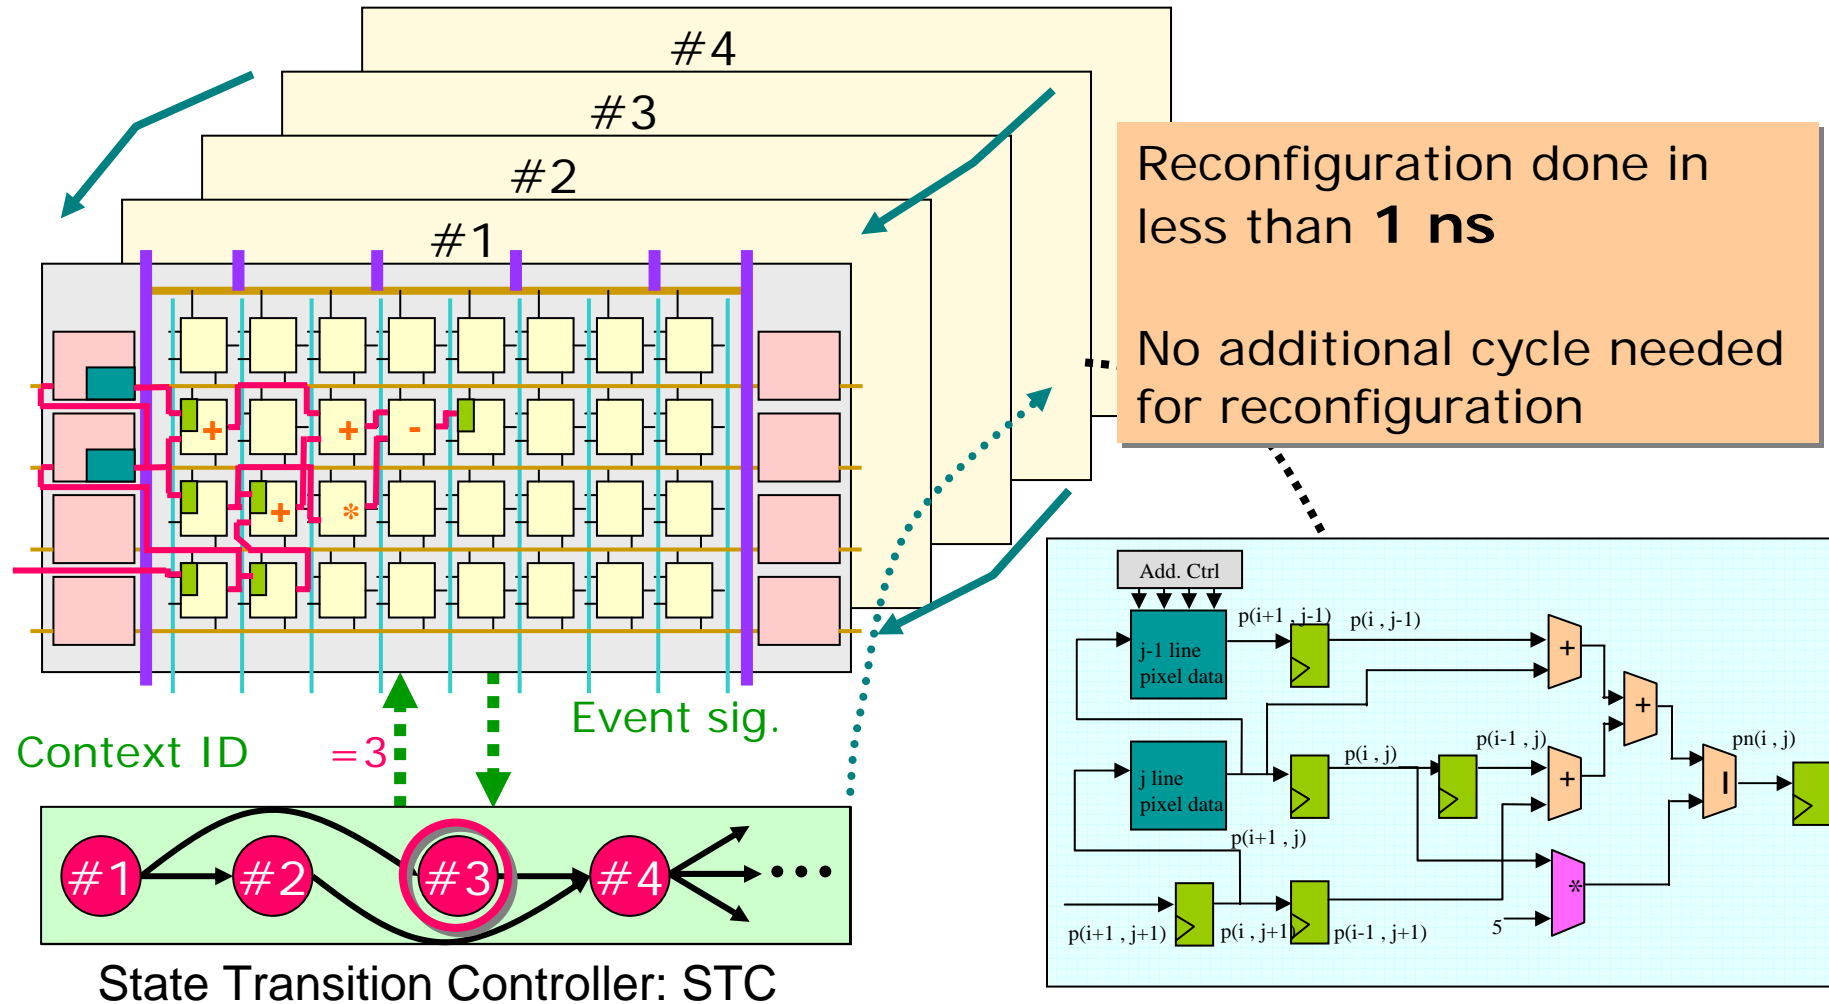 #4
#3
#2
#1
Reconfiguration done in
less than 1 ns
No additional cycle needed
for reconfiguration
+ + -
+ *
Context ID =3
Event sig.
#1 #2 #3 #4
State Transition Controller: STC
Add. Ctrl
j-1 line
pixel data
p(i+1 , j-1)
p(i , j-1)
+
+
j line
pixel data
p(i , j)
p(i-1 , j)
+
pn(i , j)
p(i+1 , j)
*
5
p(i+1 , j+1)
p(i , j+1)
p(i-1 , j+1)